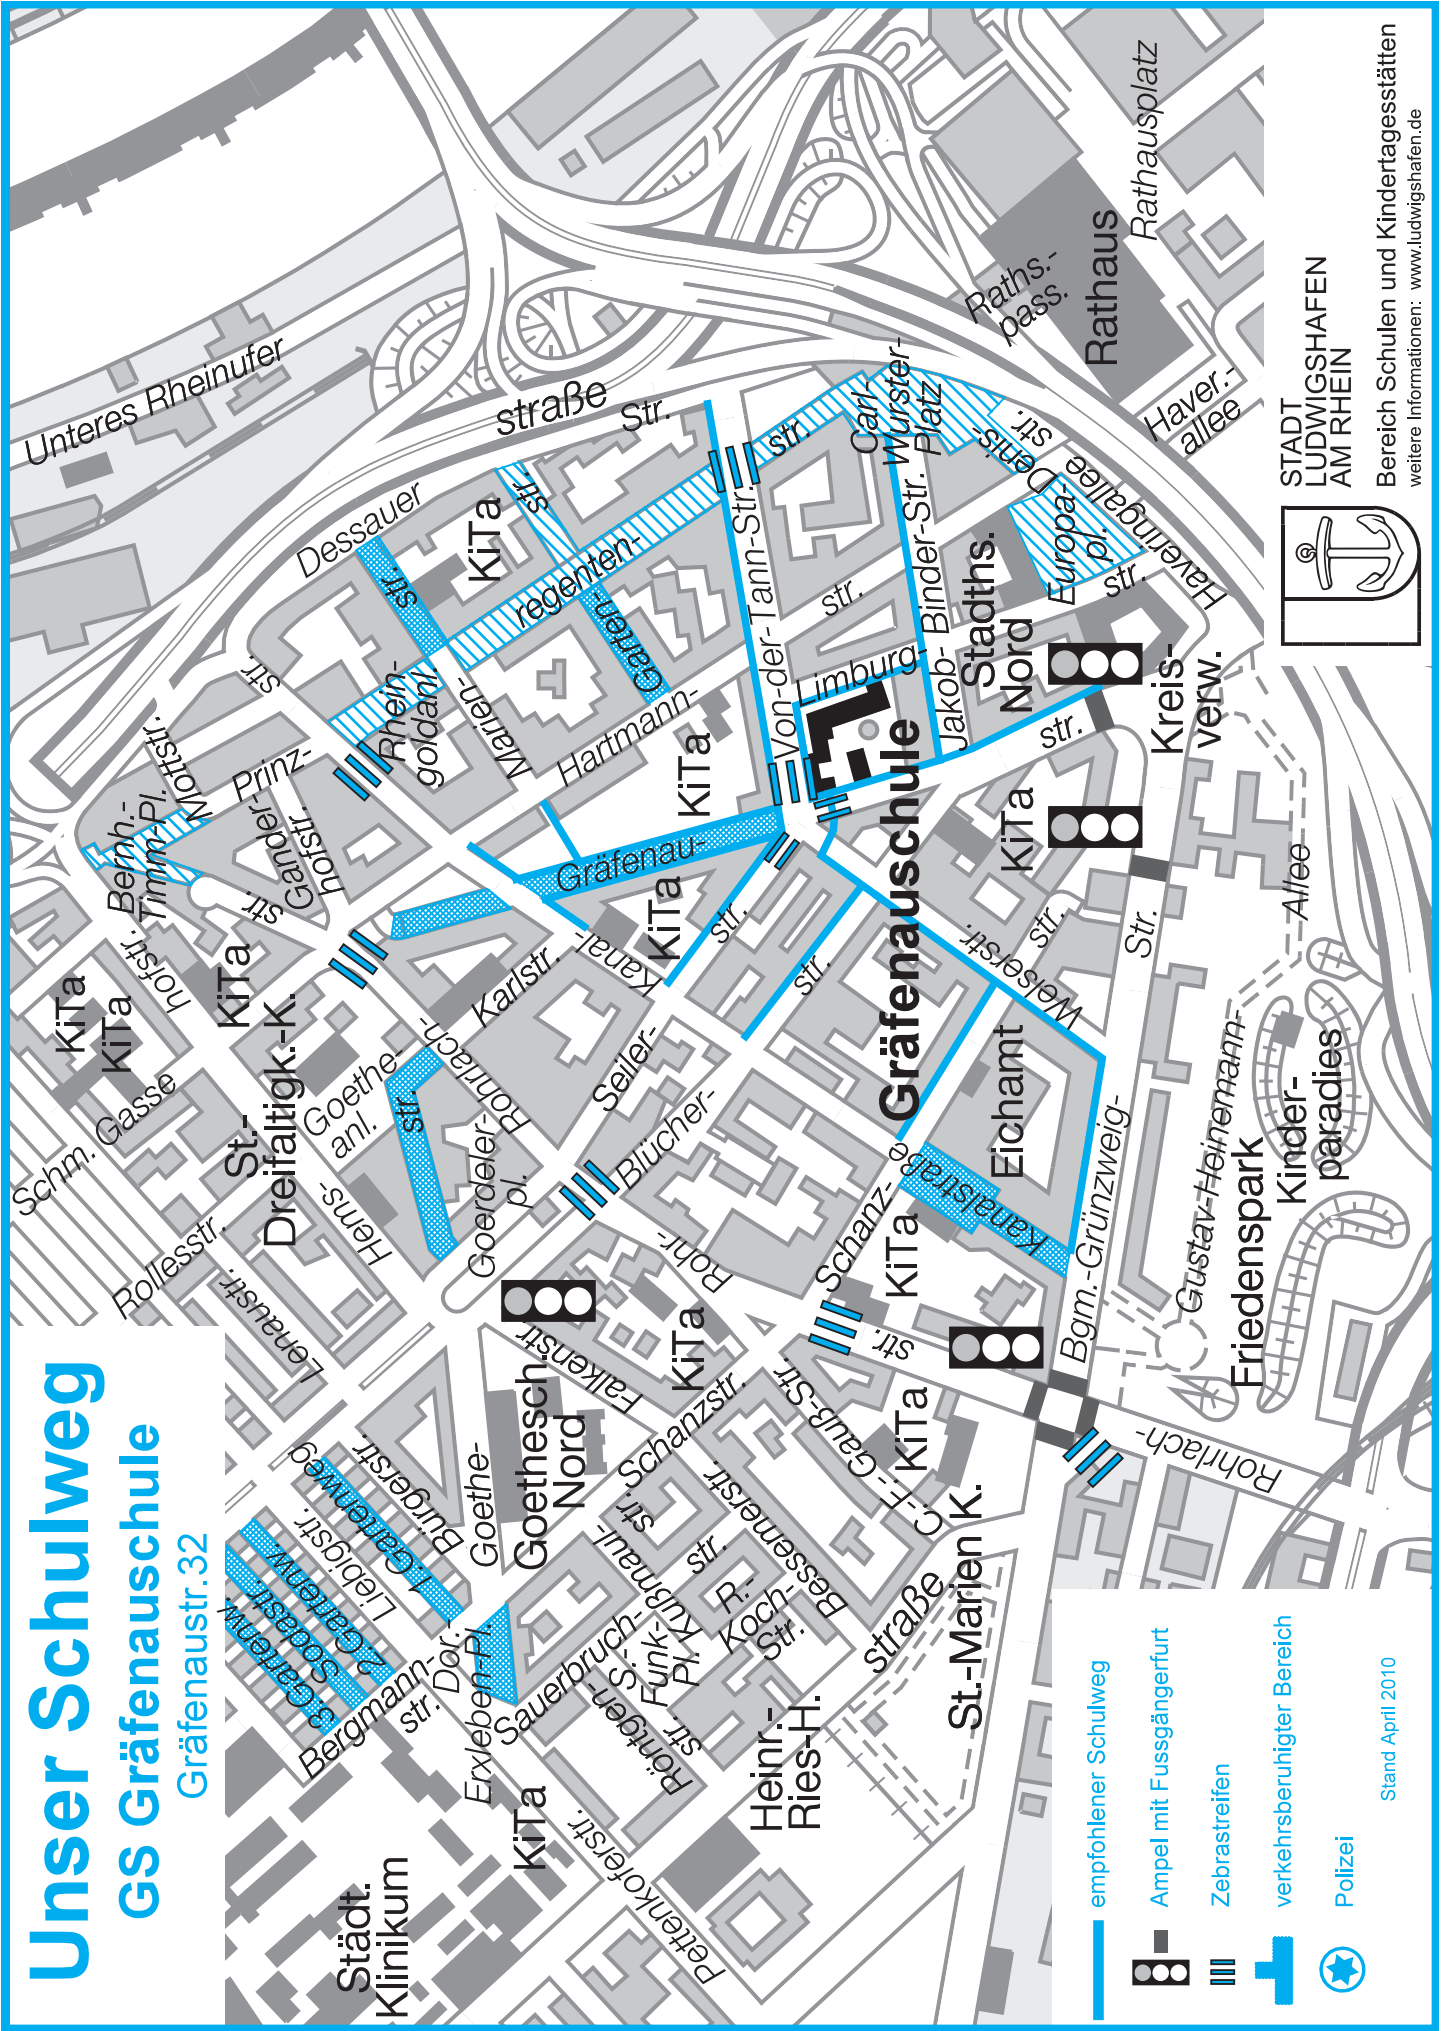 Unser Schulweg
GS Gräfenauschule
Gräfenaustr.32
Unteres Rheinufer
Schm. Gasse
Rollesstr.
Lenaustr.
KiTa
KiTa
hofstr.
KiTa
Bernh.-
Timm-Pl.
Mottstr.
Prinz-
str.
str.
Gander-
hofstr.
St.-
Dreifaltigk.-K.
Goethe-
anl.
Hems-
str.
Dessauer
straße
Str.
KiTa
str.
str.
Rhein-
goldanl.
regenten-
str.
Marien-
Garten-
Hartmann-
KiTa
Gräfenau-
KiTa
Kanal-
Karlstr.
Rohrlach-
Goerdeler-
pl.
Seiler-
str.
Blücher-
str.
Von-der-Tann-Str.
str.
Limburg-
Jakob-Binder-Str.
Carl-
Wurster-
Platz
Denis-
str.
Europa-
pl.
Haveringallee
str.
Stadths.
Nord
Raths.-
pass.
Rathaus
Rathausplatz
Haver.-
allee
Kreis-
verw.
str.
KiTa
Gräfenauschule
Welserstr.
str.
Eichamt
Str.
Bgm.-Grünzweig-
Allee
Gustav-Heinemann-
Friedenspark
Kinder-
paradies
Kanalstraße
Schanz-
KiTa
str.
Rohr-
KiTa
Falkenstr.
Schanzstr.
Goethesch.
Nord
Goethe-
Bürgerstr.
1.Gartenweg
Liebigstr.
2.Gartenw.
Sodastr.
3.Gartenw.
Bergmann-
str.
Dor.-
Erxleben-Pl.
Sauerbruch-
str.
Kußmaul-
S.-
Funk-
Pl.
Röntgen-
str.
R.-
Koch-
Str.
str.
Bessemerstr.
C.-F.-Gauß-Str.
KiTa
straße
St.-Marien K.
Rohrlach-
Heinr.-
Ries-H.
KiTa
Pettenkoferstr.
Städt.
Klinikum
STADT
LUDWIGSHAFEN
AM RHEIN
Bereich Schulen und Kindertagesstätten
weitere Informationen: www.ludwigshafen.de
empfohlener Schulweg
Ampel mit Fussgängerfurt
Zebrastreifen
verkehrsberuhigter Bereich
Polizei
Stand April 2010